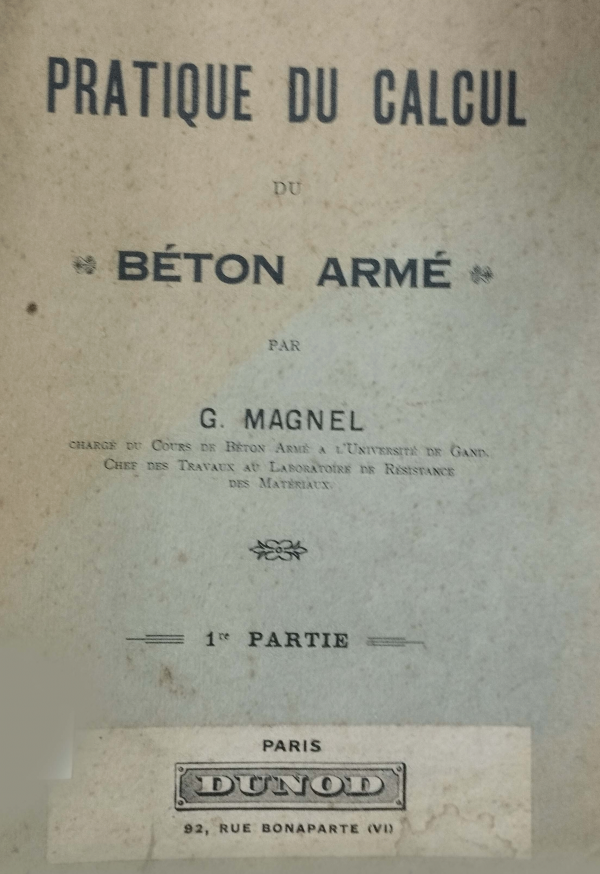 PRATIQUE DU CALCUL
DU
BÉTON ARMÉ
PAR
G. MAGNEL
CHARGÉ DU COURS DE BÉTON ARMÉ A L'UNIVERSITÉ DE GAND.
CHEF DES TRAVAUX AU LABORATOIRE DE RÉSISTANCE
DES MATÉRIAUX.
1re PARTIE
PARIS
DUNOD
92, RUE BONAPARTE (VI)